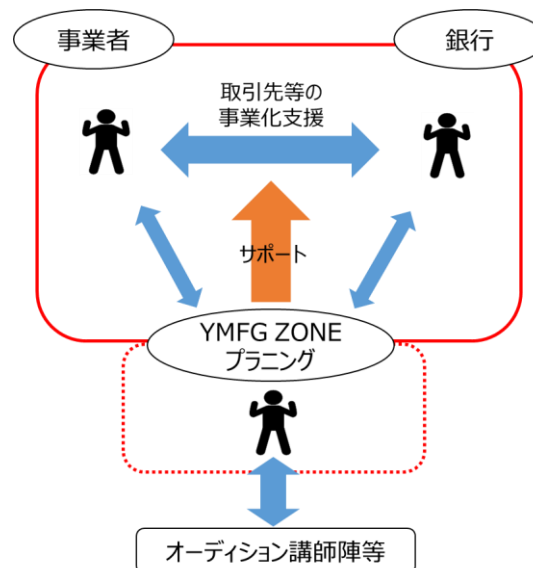 事業者
銀行
取引先等の
事業化支援
サポート
YMFG ZONE
プラニング
オーディション講師陣等